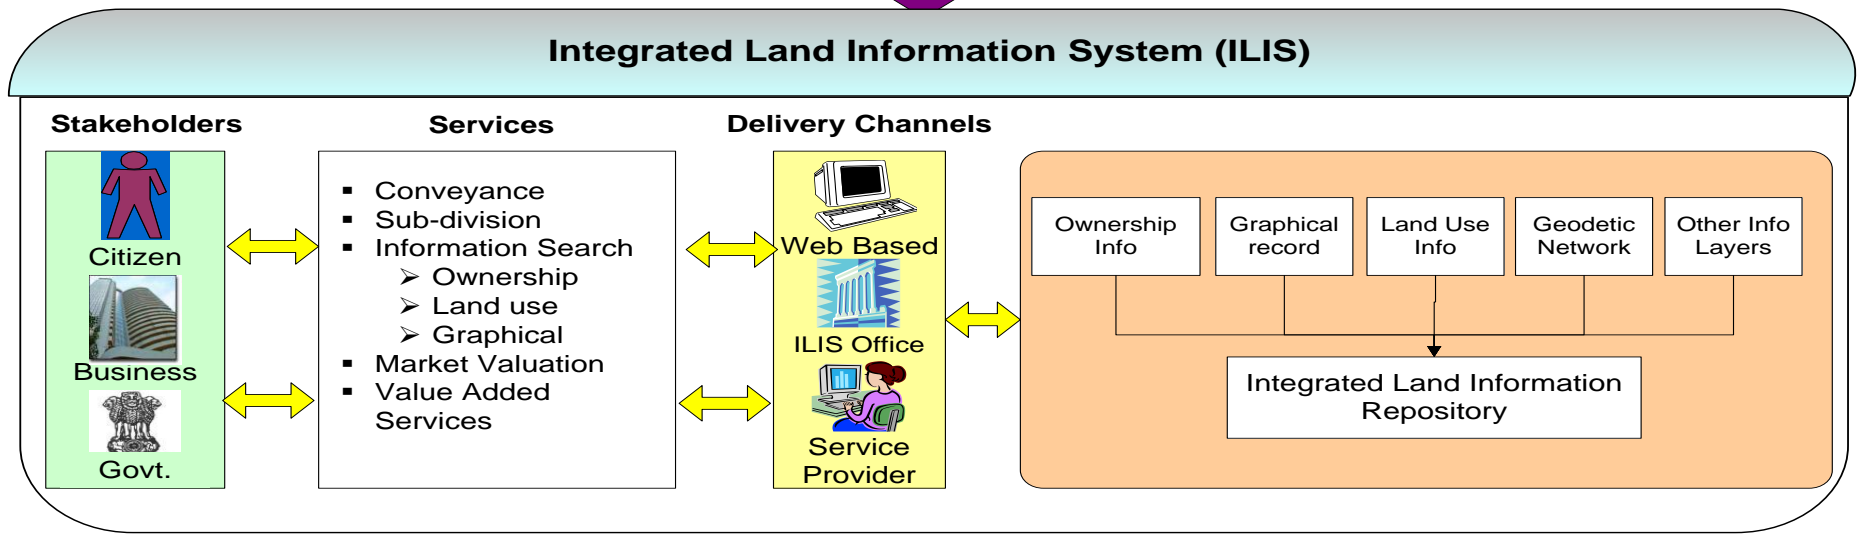 Integrated Land Information System (ILIS)
Stakeholders
Services
Delivery Channels
Citizen
Business
Govt.
▪ Conveyance
▪ Sub-division
▪ Information Search
➢ Ownership
➢ Land use
➢ Graphical
▪ Market Valuation
▪ Value Added
Services
Web Based
ILIS Office
Service
Provider
Ownership
Info
Graphical
record
Land Use
Info
Geodetic
Network
Other Info
Layers
Integrated Land Information
Repository